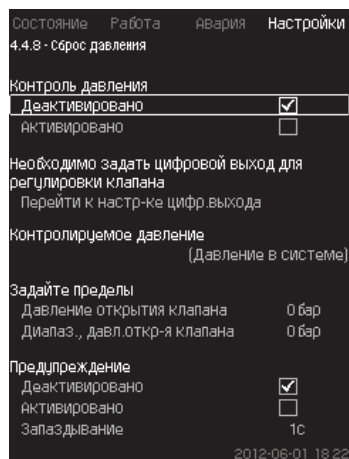 Состояние Работа Авария Настройки
4.4.8 - Сброс давления
Контроль давления
Деактивировано
Активировано
Необходимо задать цифровой выход для
регулировки клапана
Перейти к настр-ке цифр.выхода
Контролируемое давление
(Давление в системе)
Задайте пределы
Давление открытия клапана 0 бар
Диапаз., давл.откр-я клапана 0 бар
Предупреждение
Деактивировано
Активировано
Запаздывание 1с
2012-06-01 18:22